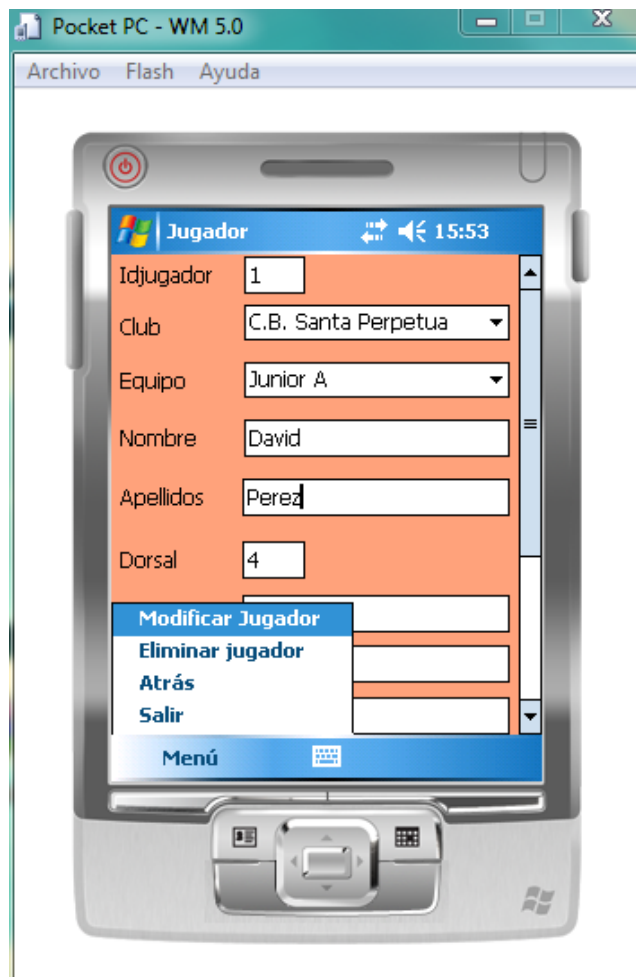 Pocket PC - WM 5.0
Archivo Flash Ayuda
Jugador 15:53
Idjugador 1
Club C.B. Santa Perpetua
Equipo Junior A
Nombre David
Apellidos Perez
Dorsal 4
Modificar Jugador
Eliminar jugador
Atrás
Salir
Menú